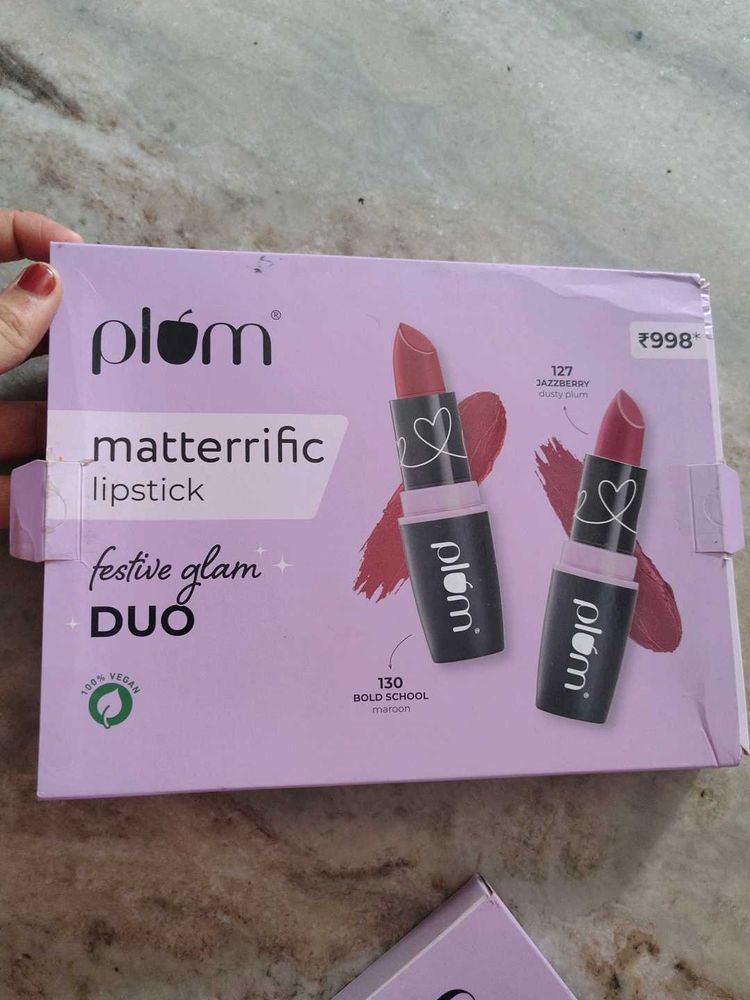 plum®
matterrific
lipstick
festive glam
DUO
100% VEGAN
₹998*
127
JAZZBERRY
dusty plum
plum®
plum®
130
BOLD SCHOOL
maroon